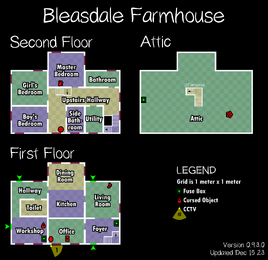 Bleasdale Farmhouse
Second Floor
Attic
Master
Bedroom
Girl's
Bedroom
Bathroom
Upstairs Hallway
Boy's
Bedroom
Side
Bath
room
Utility
Attic
First Floor
Dining
Room
Hallway
Living
Room
Toilet
Kitchen
Workshop
Office
Foyer
LEGEND
Grid is 1 meter x 1 meter
Fuse Box
Cursed Object
CCTV
Version 0.9.3.0
Updated Dec 15 23